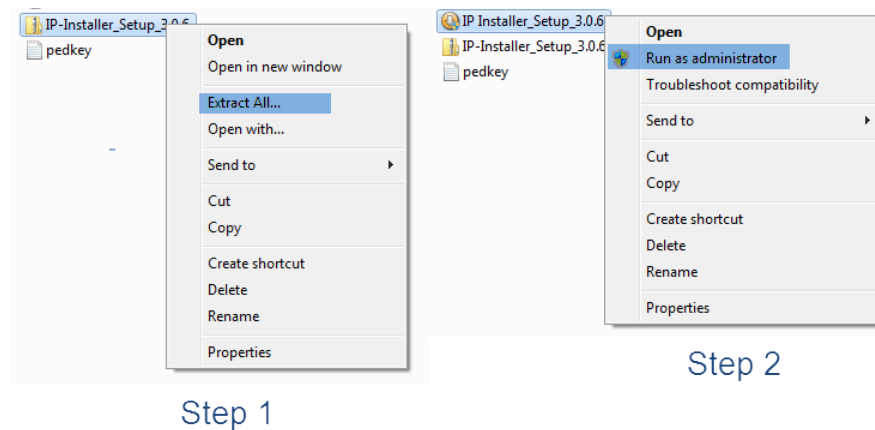 IP-Installer_Setup_3.0.6
pedkey
Open
Open in new window
Extract All...
Open with...
Send to
Cut
Copy
Create shortcut
Delete
Rename
Properties
Step 1
IP Installer_Setup_3.0.6
IP-Installer_Setup_3.0.6
pedkey
Open
Run as administrator
Troubleshoot compatibility
Send to
Cut
Copy
Create shortcut
Delete
Rename
Properties
Step 2